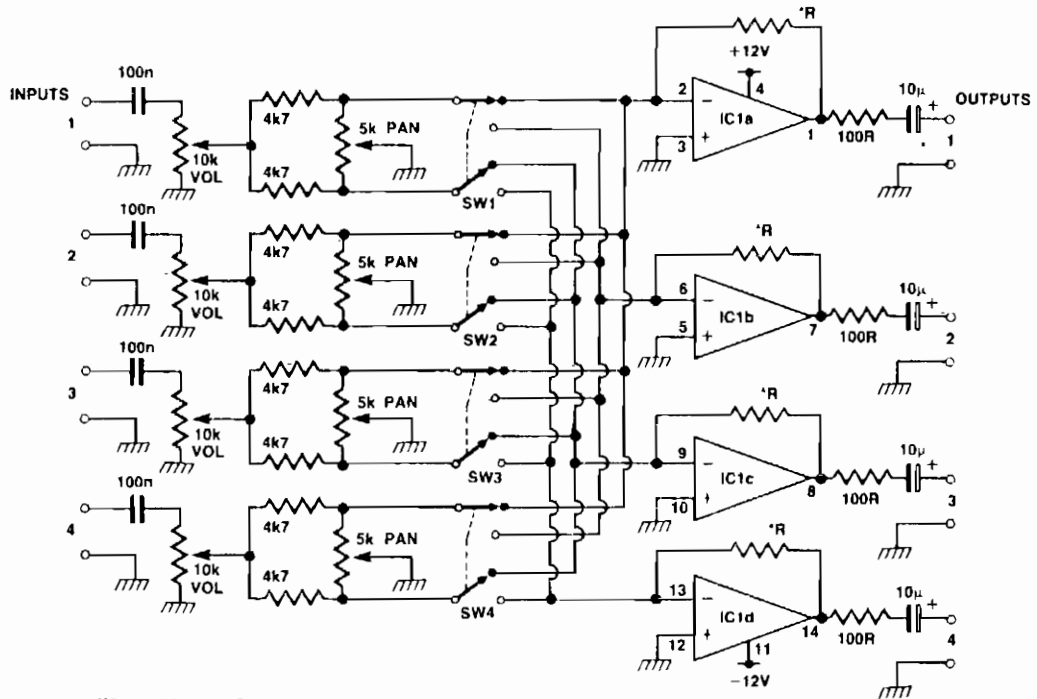 INPUTS
100n
1
10k
VOL
4k7
4k7
5k PAN
SW1
100n
2
10k
VOL
4k7
4k7
5k PAN
SW2
100n
3
10k
VOL
4k7
4k7
5k PAN
SW3
100n
4
10k
VOL
4k7
4k7
5k PAN
SW4
*R
+12V
4
2
−
IC1a
+
3
1
100R
10μ
+
OUTPUTS
1
*R
6
−
IC1b
+
5
7
100R
10μ
+
2
*R
9
−
IC1c
+
10
8
100R
10μ
+
3
*R
13
−
IC1d
+
12
14
11
−12V
100R
10μ
+
4